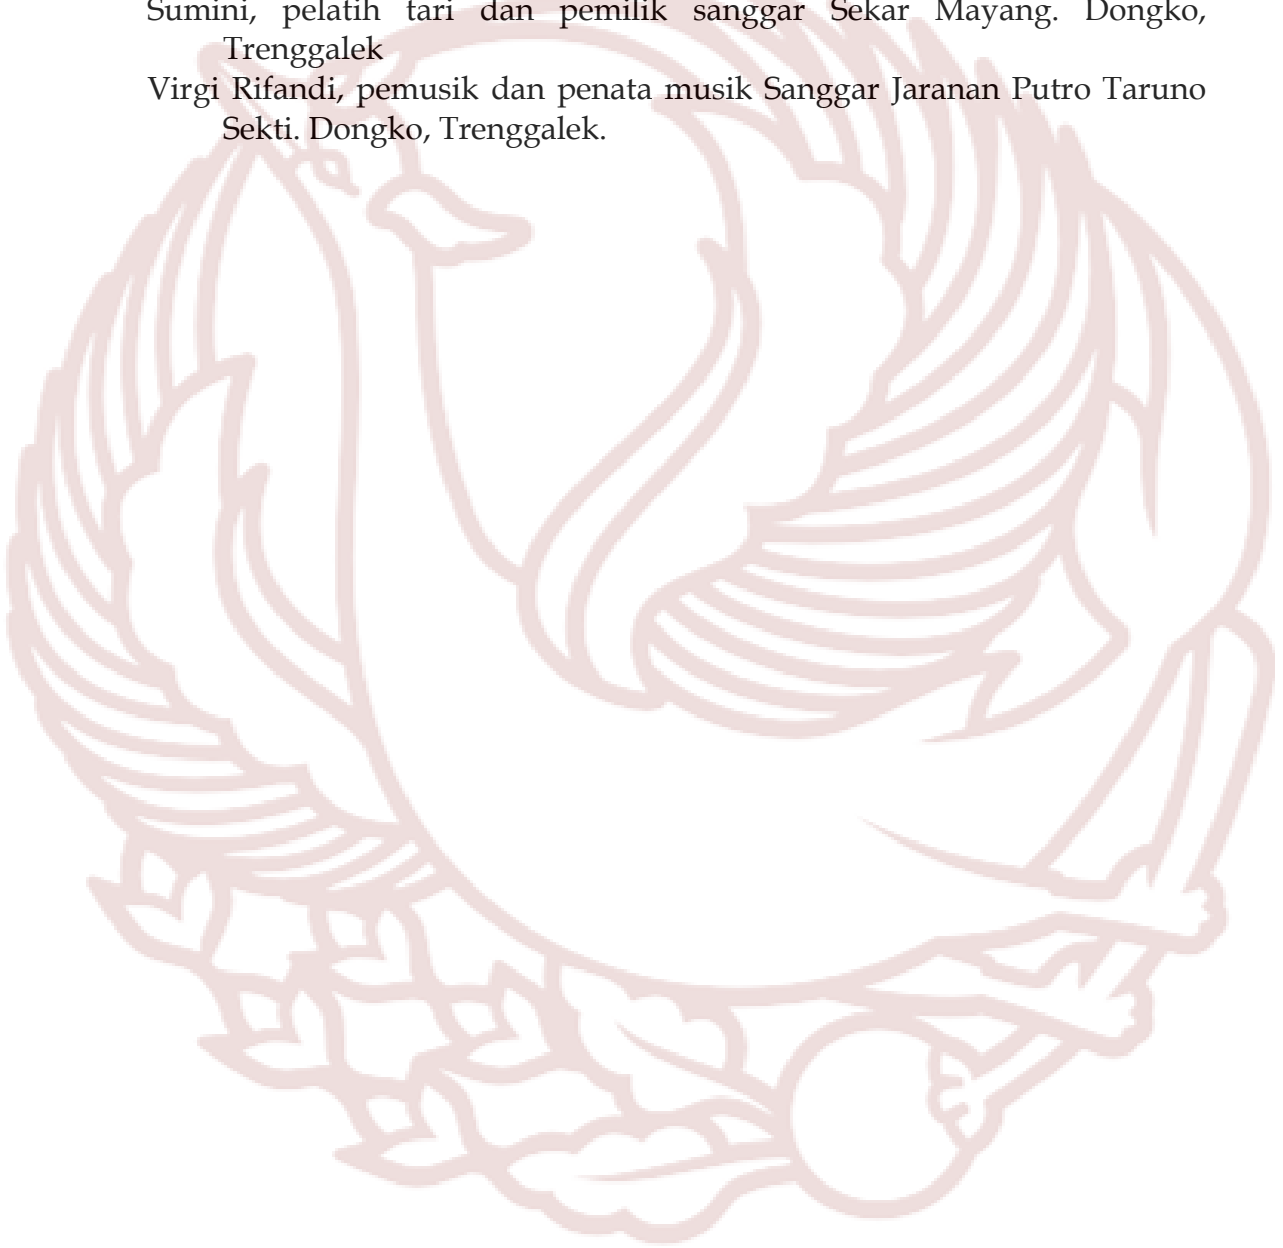 Sumini, pelatih tari dan pemilik sanggar Sekar Mayang. Dongko,
Trenggalek
Virgi Rifandi, pemusik dan penata musik Sanggar Jaranan Putro Taruno
Sekti. Dongko, Trenggalek.